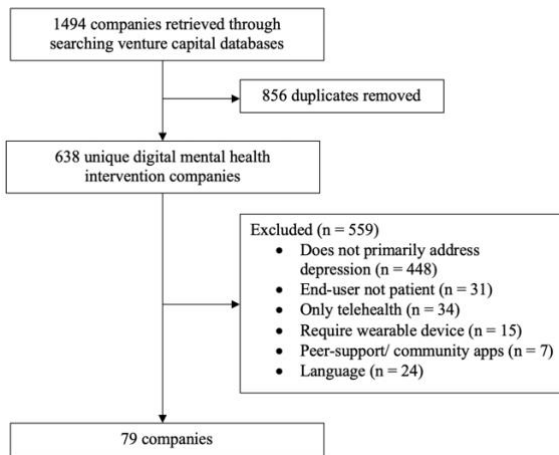 1494 companies retrieved through
searching venture capital databases
856 duplicates removed
638 unique digital mental health
intervention companies
Excluded (n = 559)
• Does not primarily address
depression (n = 448)
• End-user not patient (n = 31)
• Only telehealth (n = 34)
• Require wearable device (n = 15)
• Peer-support/ community apps (n = 7)
• Language (n = 24)
79 companies